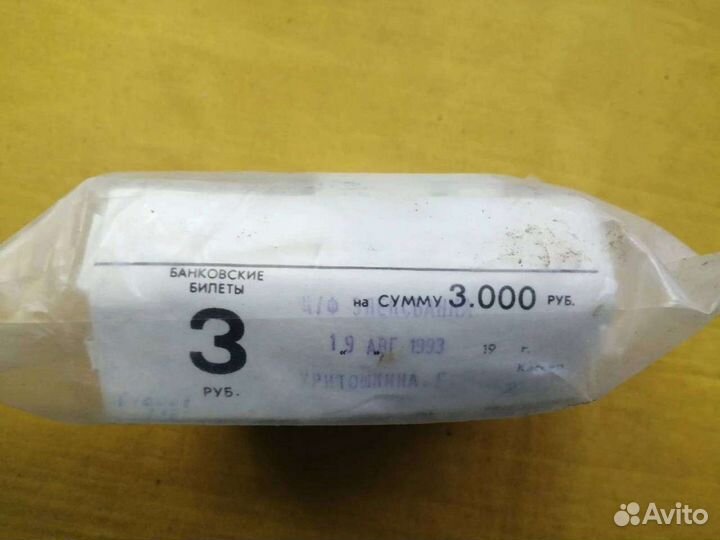 БАНКОВСКИЕ
БИЛЕТЫ
3
РУБ.
на СУММУ 3.000 РУБ.
19 АВГ 1993
19 г.
Avito